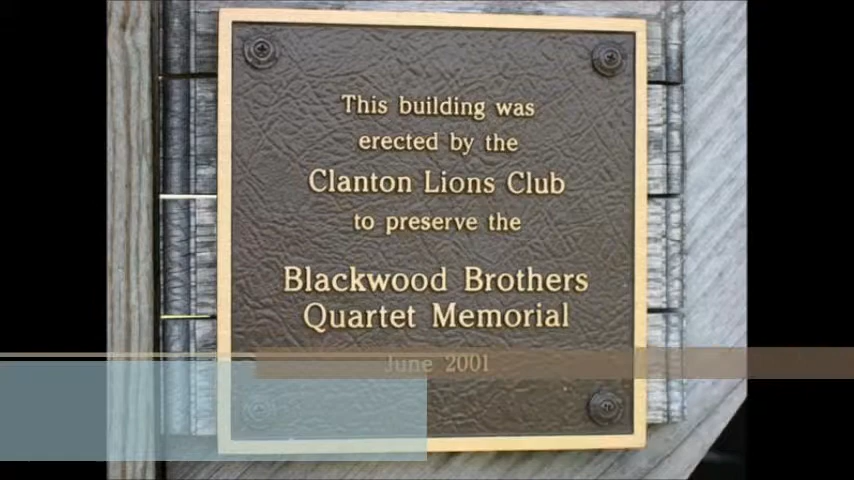 This building was
erected by the
Clanton Lions Club
to preserve the
Blackwood Brothers
Quartet Memorial
June 2001